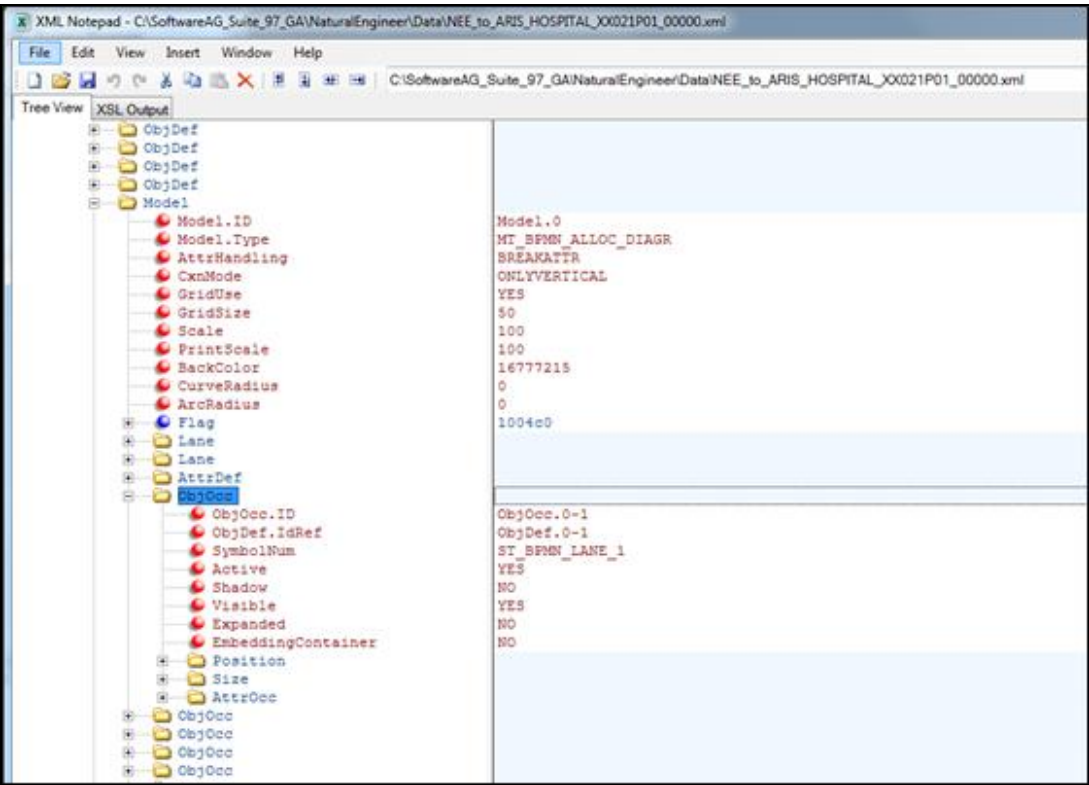 XML Notepad - C:\SoftwareAG_Suite_97_GA\NaturalEngineer\Data\NEE_to_ARIS_HOSPITAL_XX021P01_00000.xml
File Edit View Insert Window Help
C:\SoftwareAG_Suite_97_GA\NaturalEngineer\Data\NEE_to_ARIS_HOSPITAL_XX021P01_00000.xml
Tree View XSL Output
ObjDef
ObjDef
ObjDef
ObjDef
Model
Model.ID Model.0
Model.Type MT_BPMN_ALLOC_DIAGR
AttrHandling BREAKATTR
CxnMode ONLYVERTICAL
GridUse YES
GridSize 50
Scale 100
PrintScale 100
BackColor 16777215
CurveRadius 0
ArcRadius 0
Flag 1004c0
Lane
Lane
AttrDef
ObjOcc
ObjOcc.ID ObjOcc.0-1
ObjDef.IdRef ObjDef.0-1
SymbolNum ST_BPMN_LANE_1
Active YES
Shadow NO
Visible YES
Expanded NO
EmbeddingContainer NO
Position
Size
AttrOcc
ObjOcc
ObjOcc
ObjOcc
ObjOcc